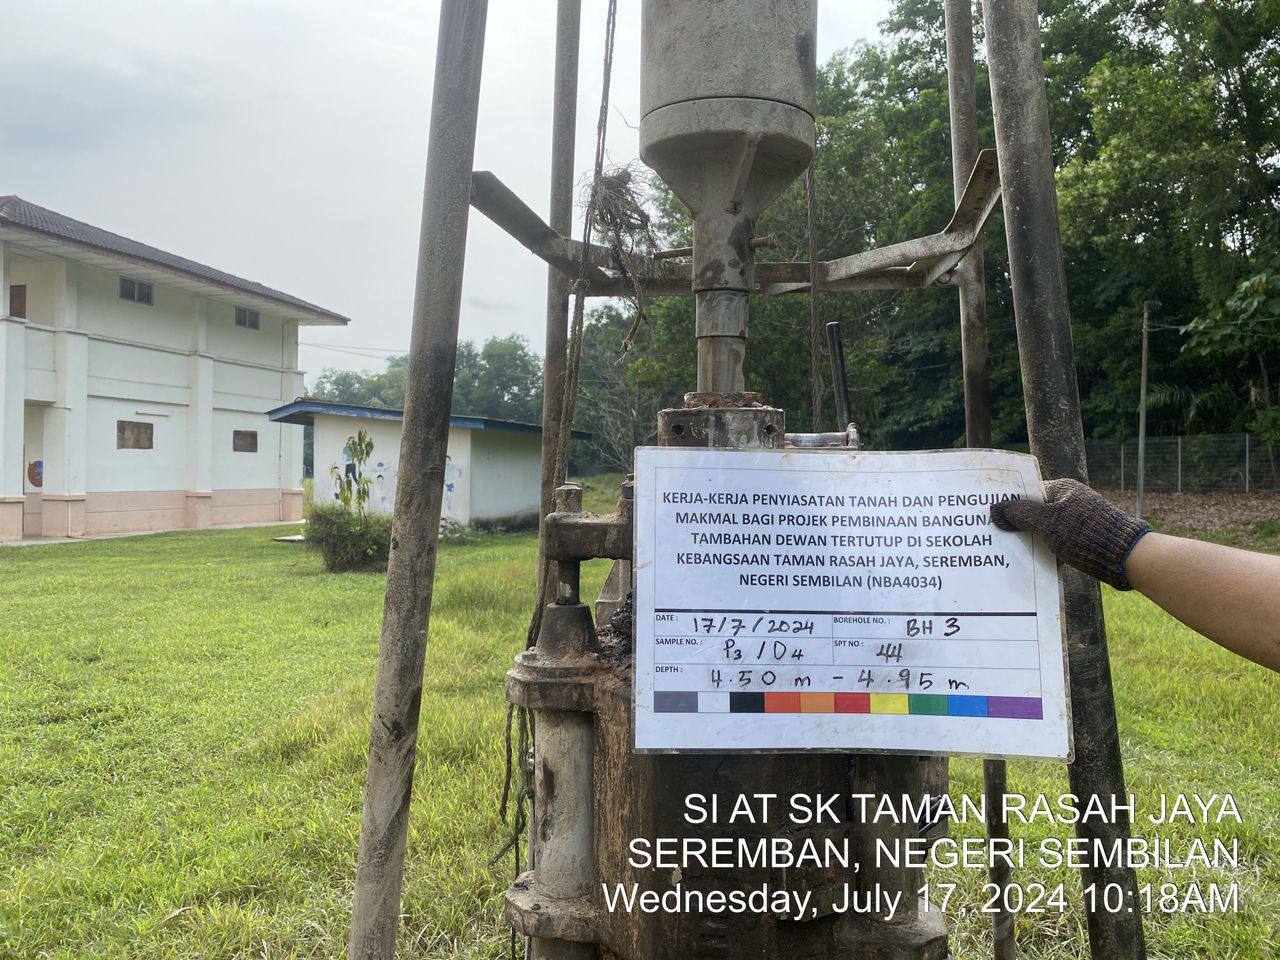 KERJA-KERJA PENYIASATAN TANAH DAN PENGUJIAN
MAKMAL BAGI PROJEK PEMBINAAN BANGUNA
TAMBAHAN DEWAN TERTUTUP DI SEKOLAH
KEBANGSAAN TAMAN RASAH JAYA, SEREMBAN,
NEGERI SEMBILAN (NBA4034)
DATE : 17/7/2024 BOREHOLE NO. : BH 3
SAMPLE NO. : P3 / D4 SPT NO : 44
DEPTH : 4.50 m - 4.95 m
SI AT SK TAMAN RASAH JAYA
SEREMBAN, NEGERI SEMBILAN
Wednesday, July 17, 2024 10:18AM